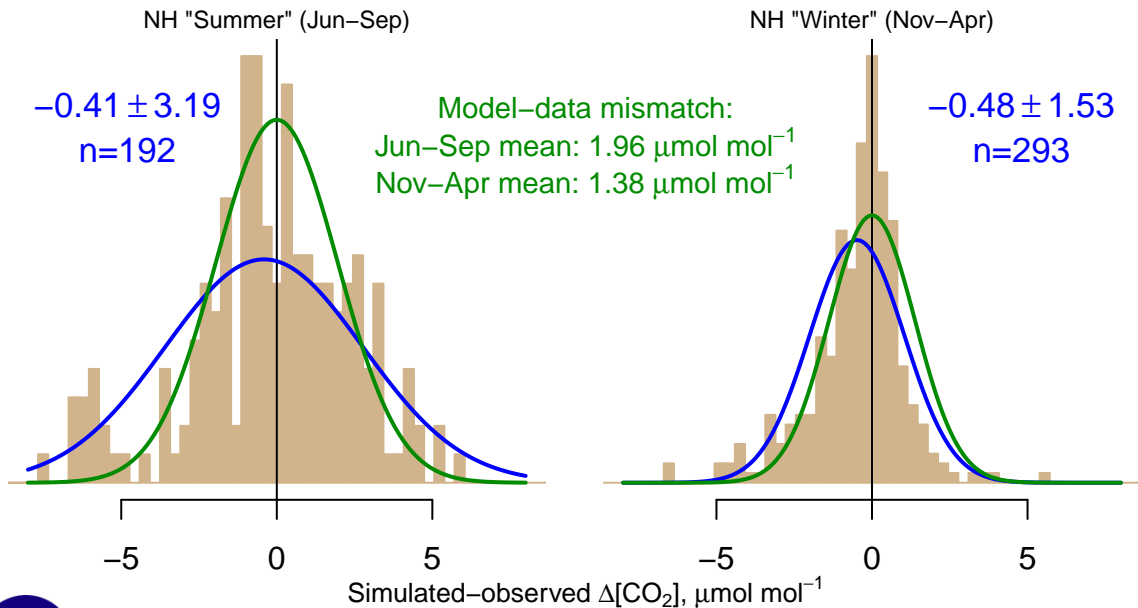 NH "Summer" (Jun−Sep)
NH "Winter" (Nov−Apr)
−0.41 ± 3.19
n=192
Model−data mismatch:
Jun−Sep mean: 1.96 μmol mol⁻¹
Nov−Apr mean: 1.38 μmol mol⁻¹
−0.48 ± 1.53
n=293
−5 0 5
−5 0 5
Simulated−observed Δ[CO₂], μmol mol⁻¹